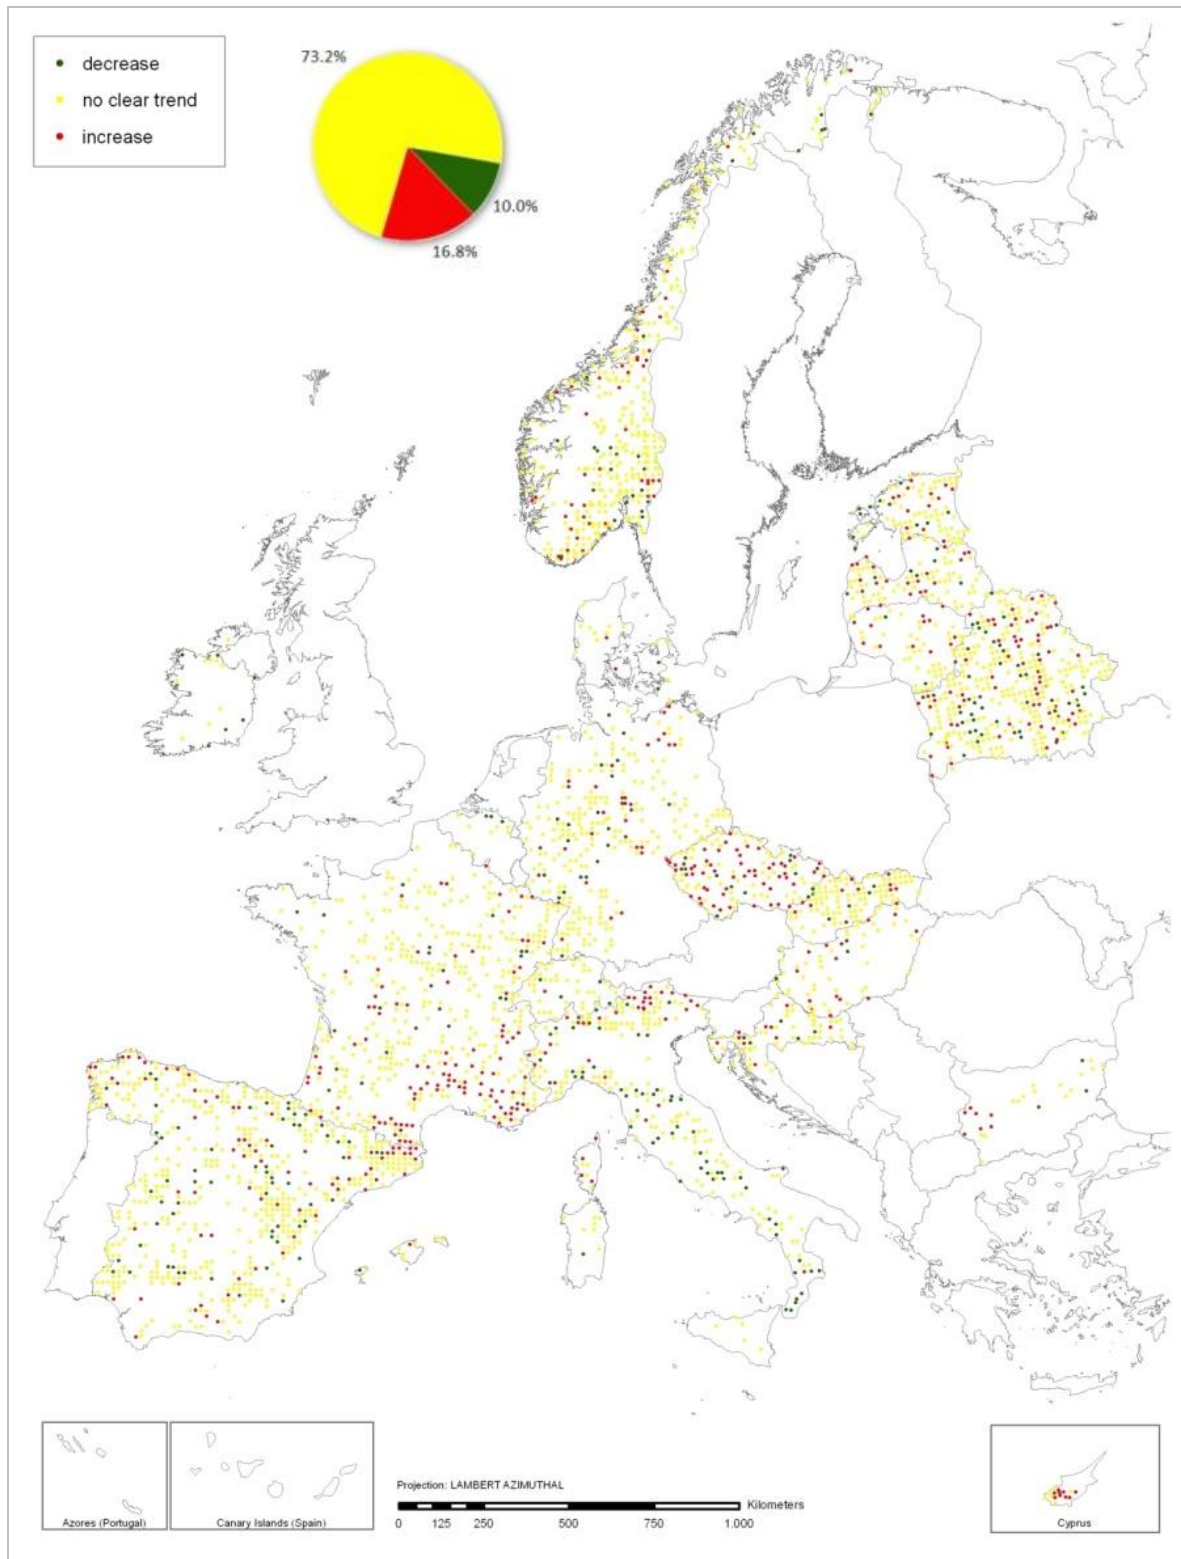 decrease
no clear trend
increase
73.2%
10.0%
16.8%
Azores (Portugal)
Canary Islands (Spain)
Projection: LAMBERT AZIMUTHAL
Kilometers
0 125 250 500 750 1.000
Cyprus